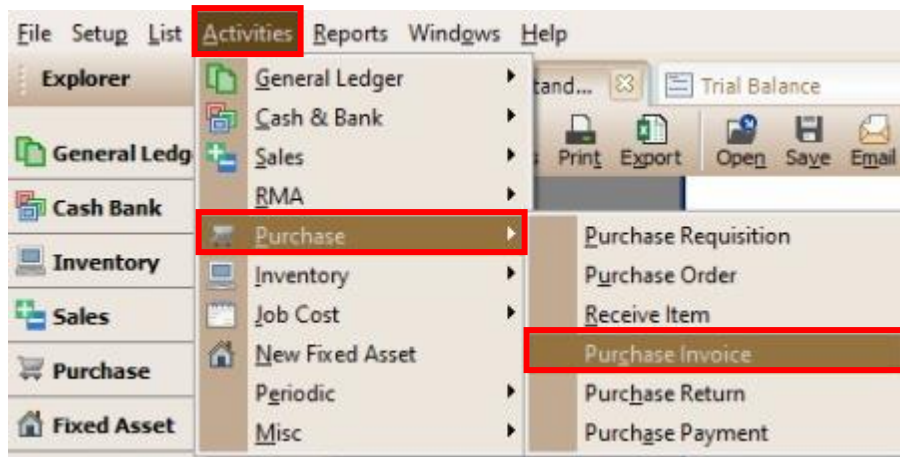 File Setup List Activities Reports Windows Help
Explorer
General Ledg
Cash Bank
Inventory
Sales
Purchase
Fixed Asset
General Ledger
Cash & Bank
Sales
RMA
Purchase
Inventory
Job Cost
New Fixed Asset
Periodic
Misc
tand... Trial Balance
s Print Export Open Save Email
Purchase Requisition
Purchase Order
Receive Item
Purchase Invoice
Purchase Return
Purchase Payment